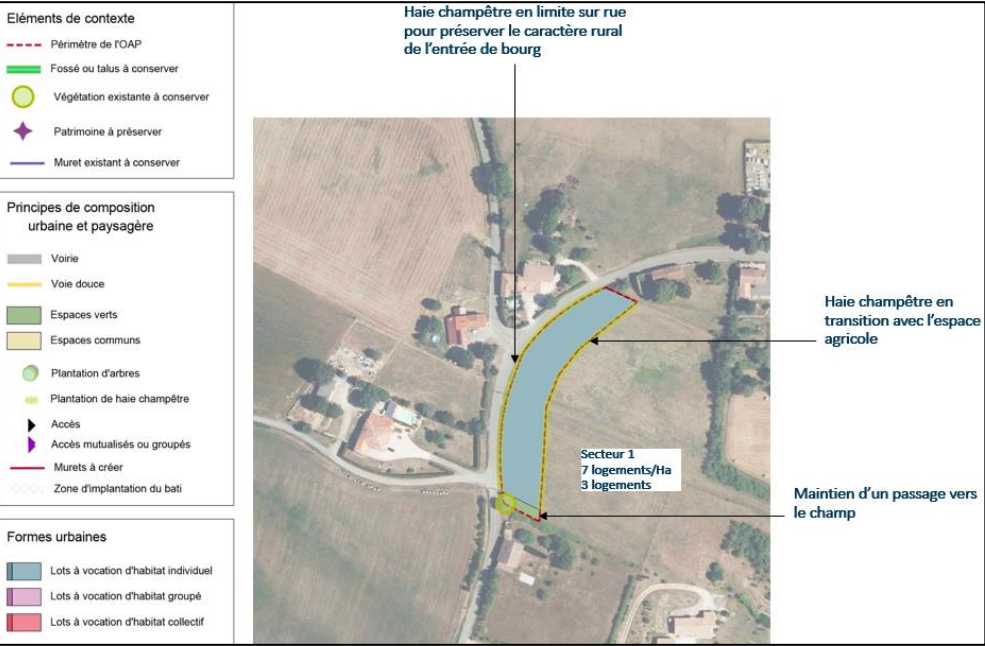 Eléments de contexte
Périmètre de l'OAP
Fossé ou talus à conserver
Végétation existante à conserver
Patrimoine à préserver
Muret existant à conserver
Principes de composition
urbaine et paysagère
Voirie
Voie douce
Espaces verts
Espaces communs
Plantation d'arbres
Plantation de haie champêtre
Accès
Accès mutualisés ou groupés
Murets à créer
Zone d'implantation du bati
Formes urbaines
Lots à vocation d'habitat individuel
Lots à vocation d'habitat groupé
Lots à vocation d'habitat collectif
Haie champêtre en limite sur rue
pour préserver le caractère rural
de l'entrée de bourg
Haie champêtre en
transition avec l'espace
agricole
Secteur 1
7 logements/Ha
3 logements
Maintien d'un passage vers
le champ